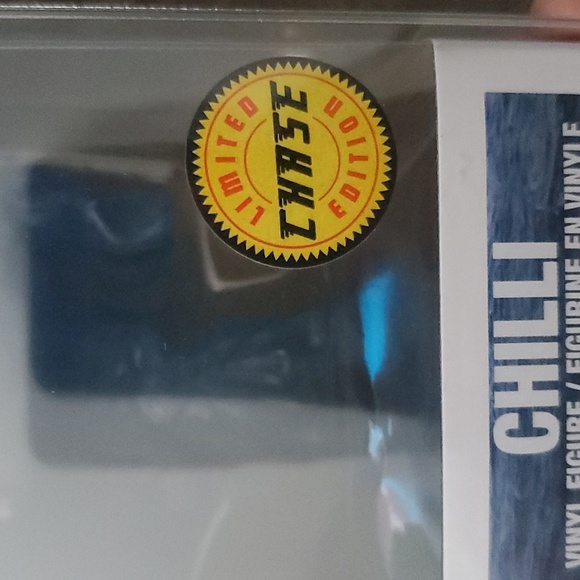 LIMITED
CHASE
EDITION
CHILLI
VINYL FIGURE / FIGURINE EN VINYLE